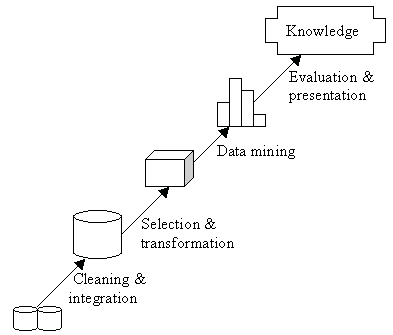 Knowledge
Evaluation &
presentation
Data mining
Selection &
transformation
Cleaning &
integration